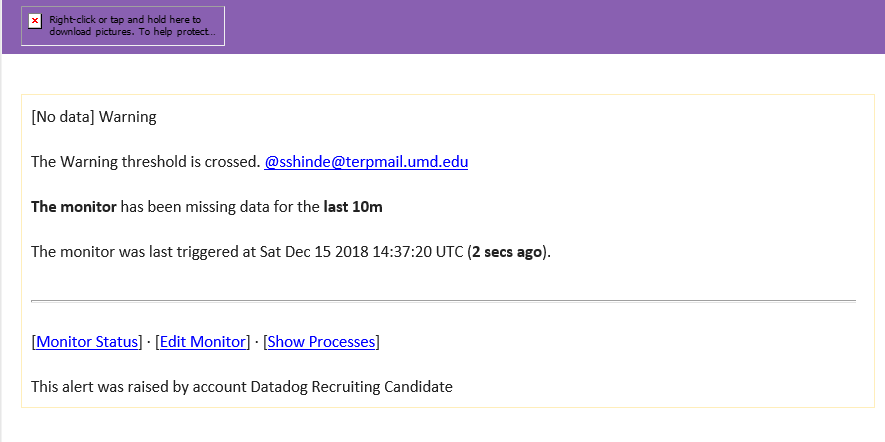 Right-click or tap and hold here to
download pictures. To help protect...
[No data] Warning
The Warning threshold is crossed. @sshinde@terpmail.umd.edu
The monitor has been missing data for the last 10m
The monitor was last triggered at Sat Dec 15 2018 14:37:20 UTC (2 secs ago).
[Monitor Status] · [Edit Monitor] · [Show Processes]
This alert was raised by account Datadog Recruiting Candidate